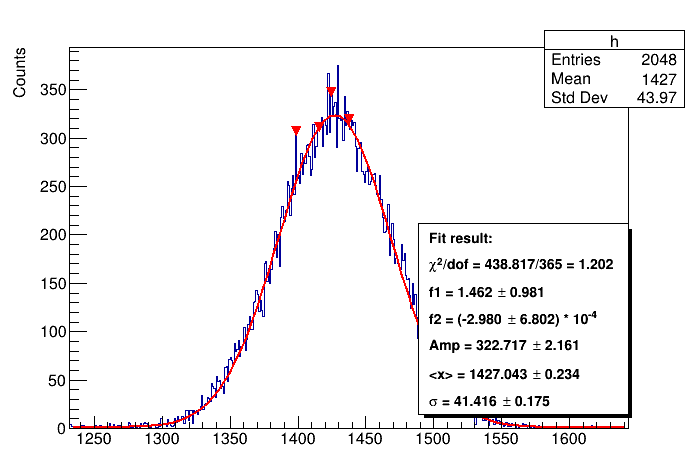 h
Entries 2048
Mean 1427
Std Dev 43.97
Counts
350
300
250
200
150
100
50
0
Fit result:
χ²/dof = 438.817/365 = 1.202
f1 = 1.462 ± 0.981
f2 = (-2.980 ± 6.802) * 10⁻⁴
Amp = 322.717 ± 2.161
<x> = 1427.043 ± 0.234
σ = 41.416 ± 0.175
1250 1300 1350 1400 1450 1500 1550 1600